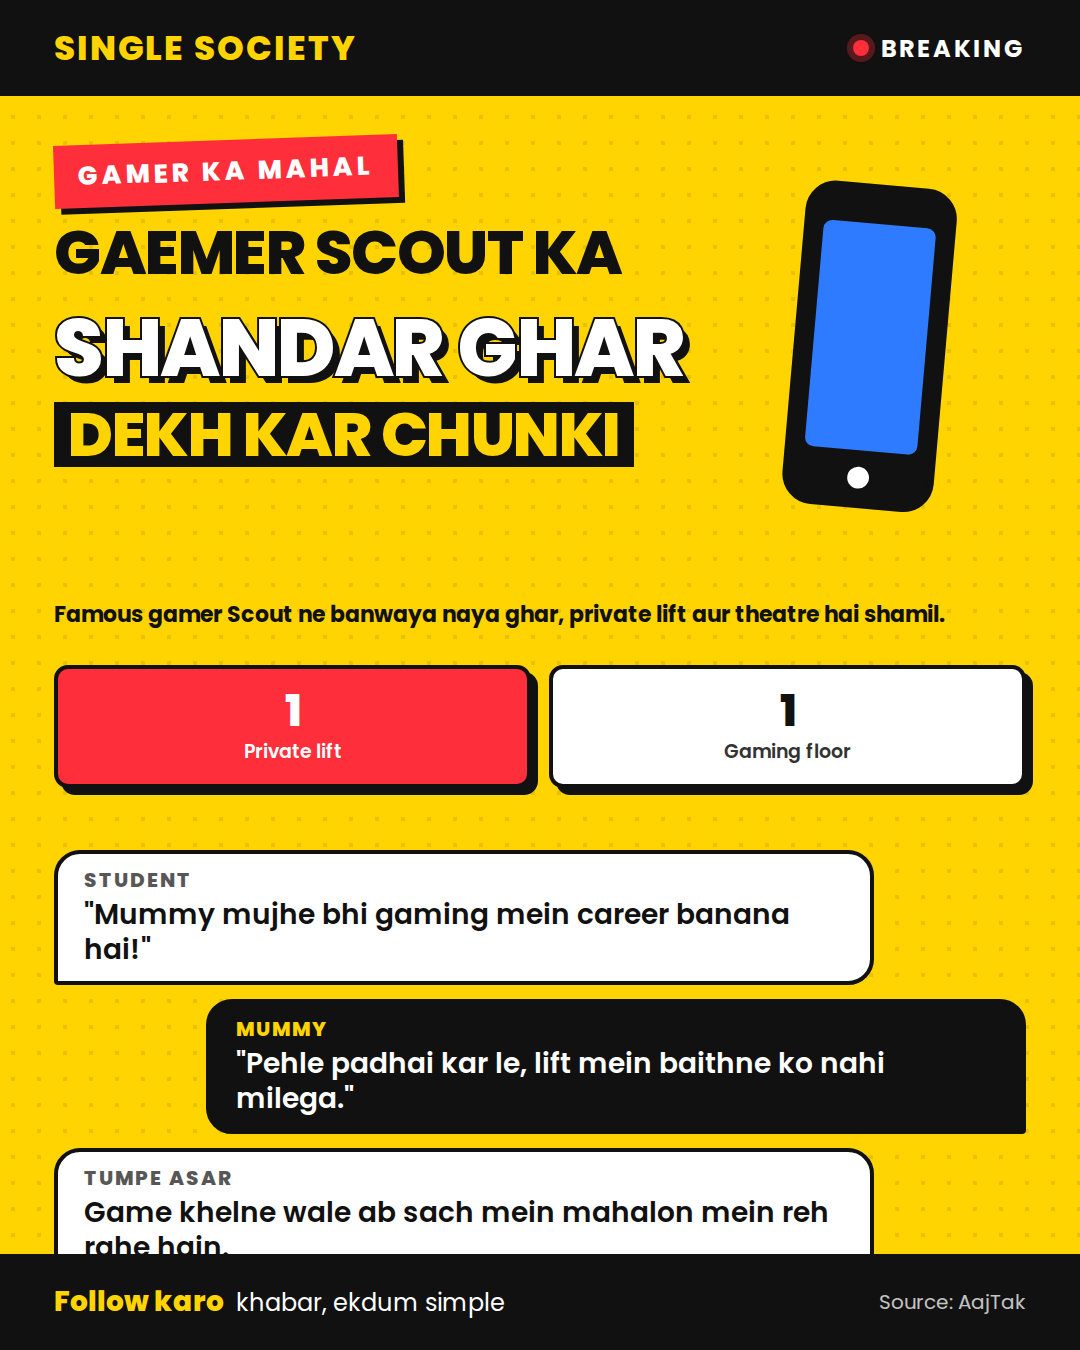 SINGLE SOCIETY
BREAKING
GAMER KA MAHAL
GAEMER SCOUT KA
SHANDAR GHAR
DEKH KAR CHUNKI
Famous gamer Scout ne banwaya naya ghar, private lift aur theatre hai shamil.
1
Private lift
1
Gaming floor
STUDENT
"Mummy mujhe bhi gaming mein career banana
hai!"
MUMMY
"Pehle padhai kar le, lift mein baithne ko nahi
milega."
TUMPE ASAR
Game khelne wale ab sach mein mahalon mein reh
rahe hain.
Follow karo khabar, ekdum simple
Source: AajTak